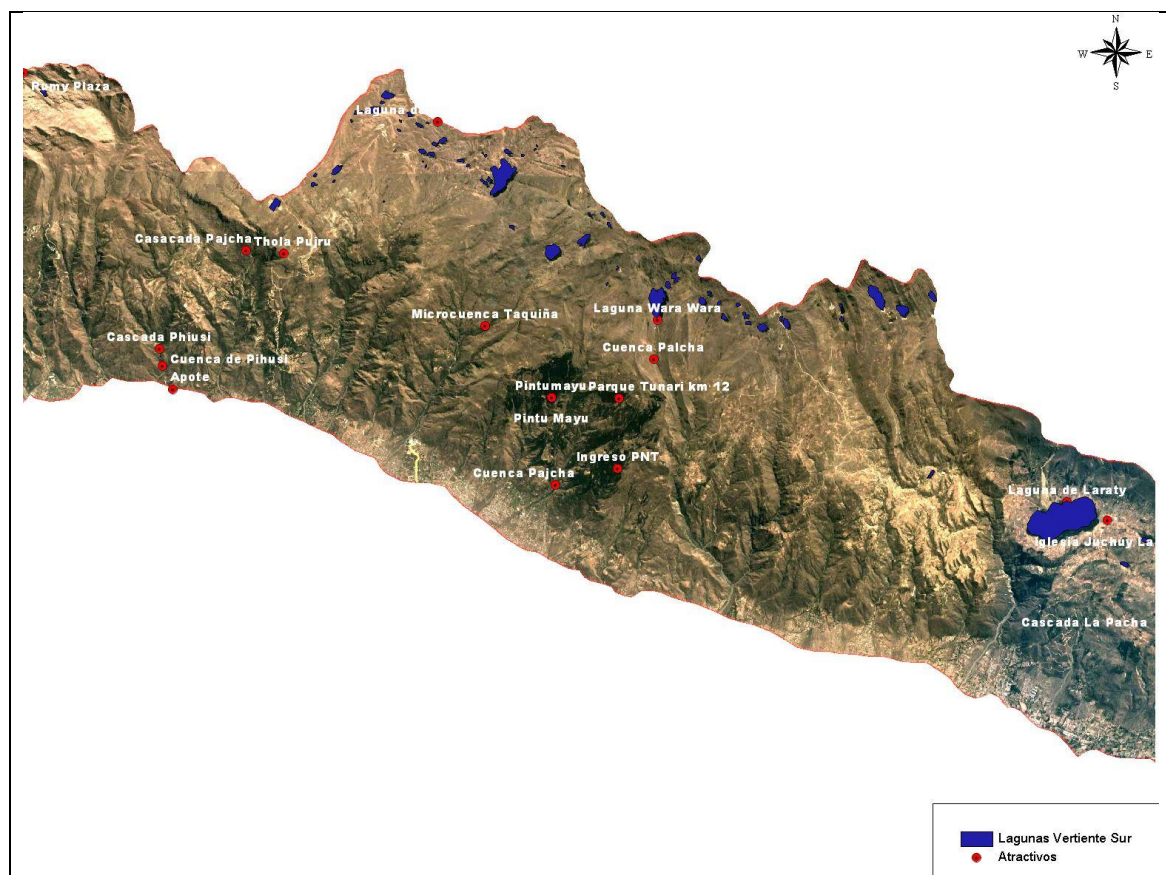 N
W E
S
Rumy Plaza
Laguna de
Casacada Pajcha
Thola Pujru
Microcuenca Taquiña
Laguna Wara Wara
Cascada Phiusi
Cuenca de Pihusi
Apote
Cuenca Palcha
Pintumayu
Parque Tunari km 12
Pintu Mayu
Ingreso PNT
Cuenca Pajcha
Laguna de Laraty
Iglesia Juchuy La
Cascada La Pacha
Lagunas Vertiente Sur
Atractivos